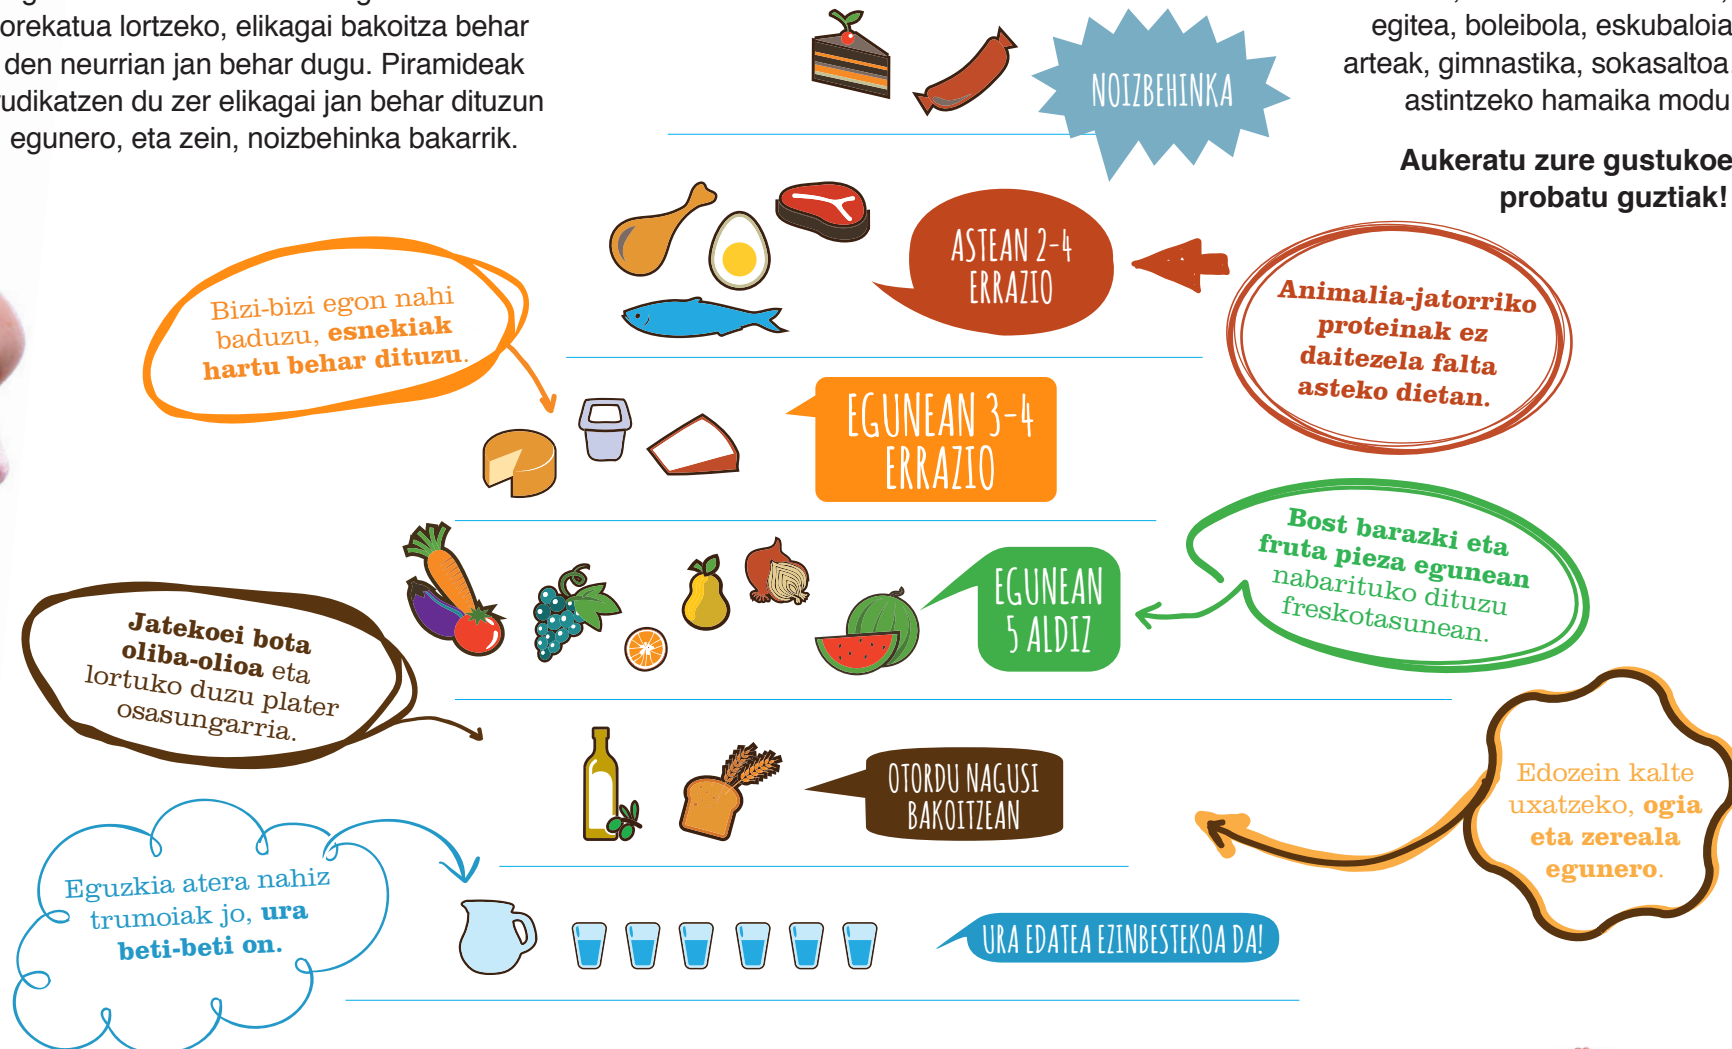 orekatua lortzeko, elikagai bakoitza behar
den neurrian jan behar dugu. Piramideak
du zer elikagai jan behar dituzun
egunero, eta zein, noizbehinka bakarrik.
egitea, boleibola, eskubaloia
arteak, gimnastika, sokasaltoa
astintzeko hamaika modu
Aukeratu zure
probatu guztiak!
NOIZBEHINKA
ASTEAN 2-4
ERRAZIO
Animalia-jatorriko
proteinak ez
daitezela falta
asteko dietan.
Bizi-bizi egon nahi
baduzu, esnekiak
hartu behar dituzu.
EGUNEAN 3-4
ERRAZIO
Bost barazki eta
fruta pieza egunean
nabarituko dituzu
freskotasunean.
EGUNEAN
5 ALDIZ
Jatekoei bota
oliba-olioa eta
lortuko duzu plater
osasungarria.
OTORDU NAGUSI
BAKOITZEAN
Edozein kalte
uxatzeko, ogia
eta zereala
egunero.
Eguzkia atera nahiz
trumoiak jo, ura
beti-beti on.
URA EDATEA EZINBESTEKOA DA!